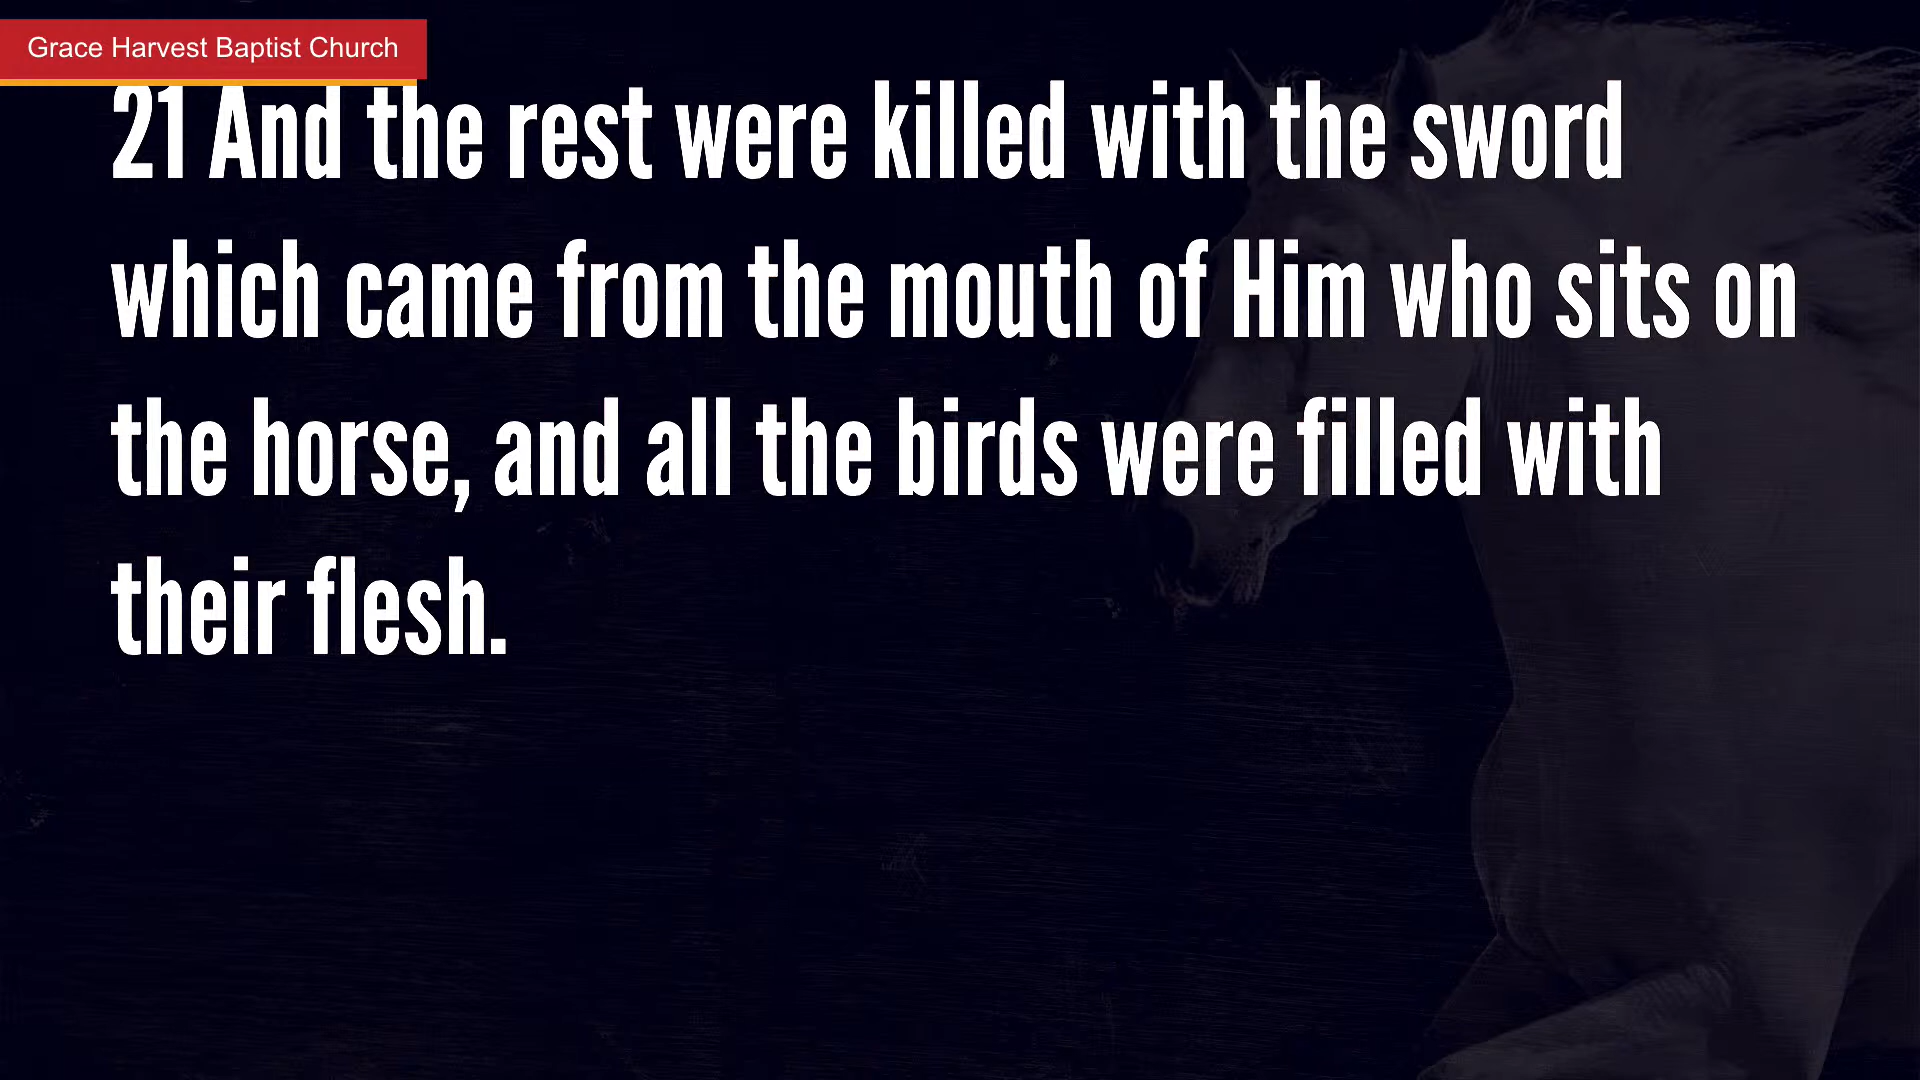 Grace Harvest Baptist Church
21 And the rest were killed with the sword
which came from the mouth of Him who sits on
the horse, and all the birds were filled with
their flesh.